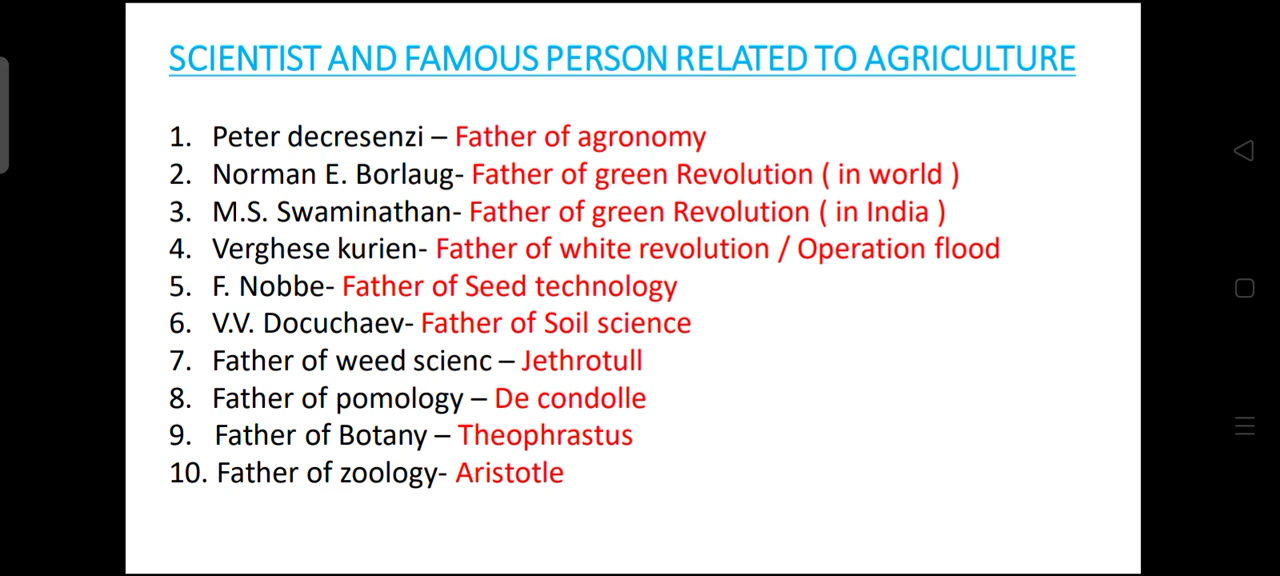 SCIENTIST AND FAMOUS PERSON RELATED TO AGRICULTURE
1. Peter decresenzi – Father of agronomy
2. Norman E. Borlaug- Father of green Revolution ( in world )
3. M.S. Swaminathan- Father of green Revolution ( in India )
4. Verghese kurien- Father of white revolution / Operation flood
5. F. Nobbe- Father of Seed technology
6. V.V. Docuchaev- Father of Soil science
7. Father of weed scienc – Jethrotull
8. Father of pomology – De condolle
9. Father of Botany – Theophrastus
10. Father of zoology- Aristotle